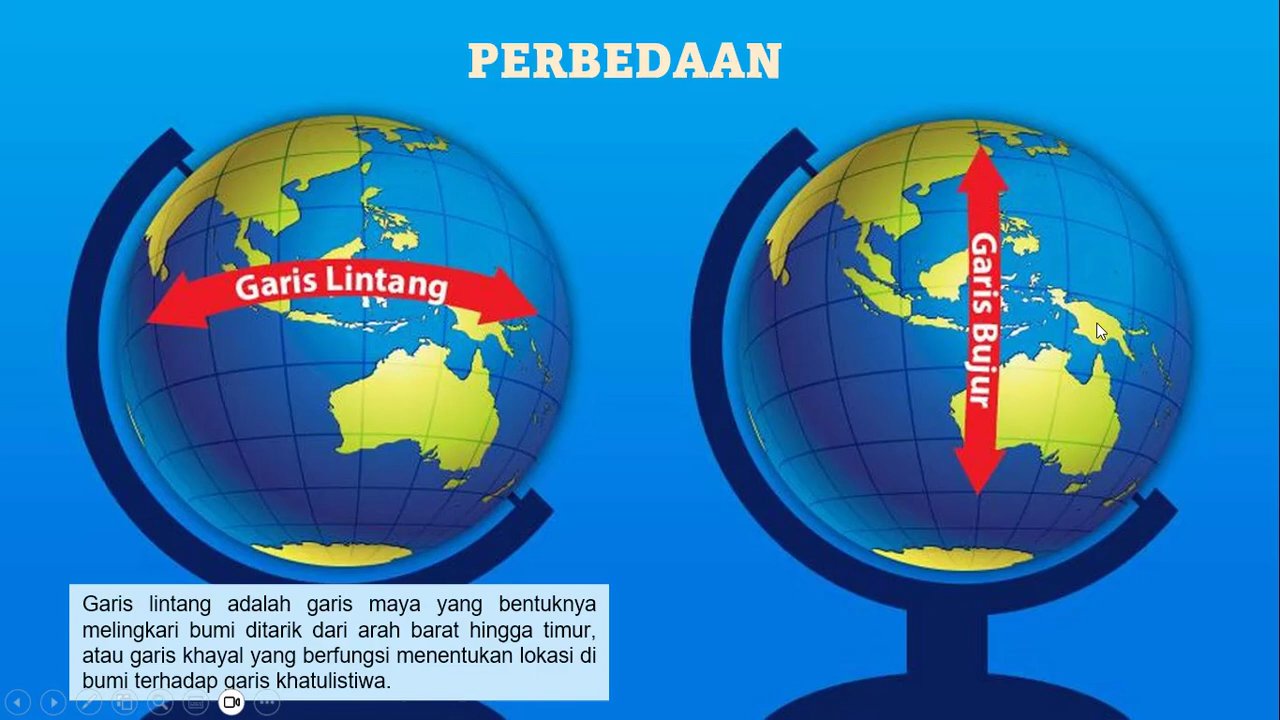 PERBEDAAN
Garis Lintang
Garis Bujur
Garis lintang adalah garis maya yang bentuknya
melingkari bumi ditarik dari arah barat hingga timur,
atau garis khayal yang berfungsi menentukan lokasi di
bumi terhadap garis khatulistiwa.